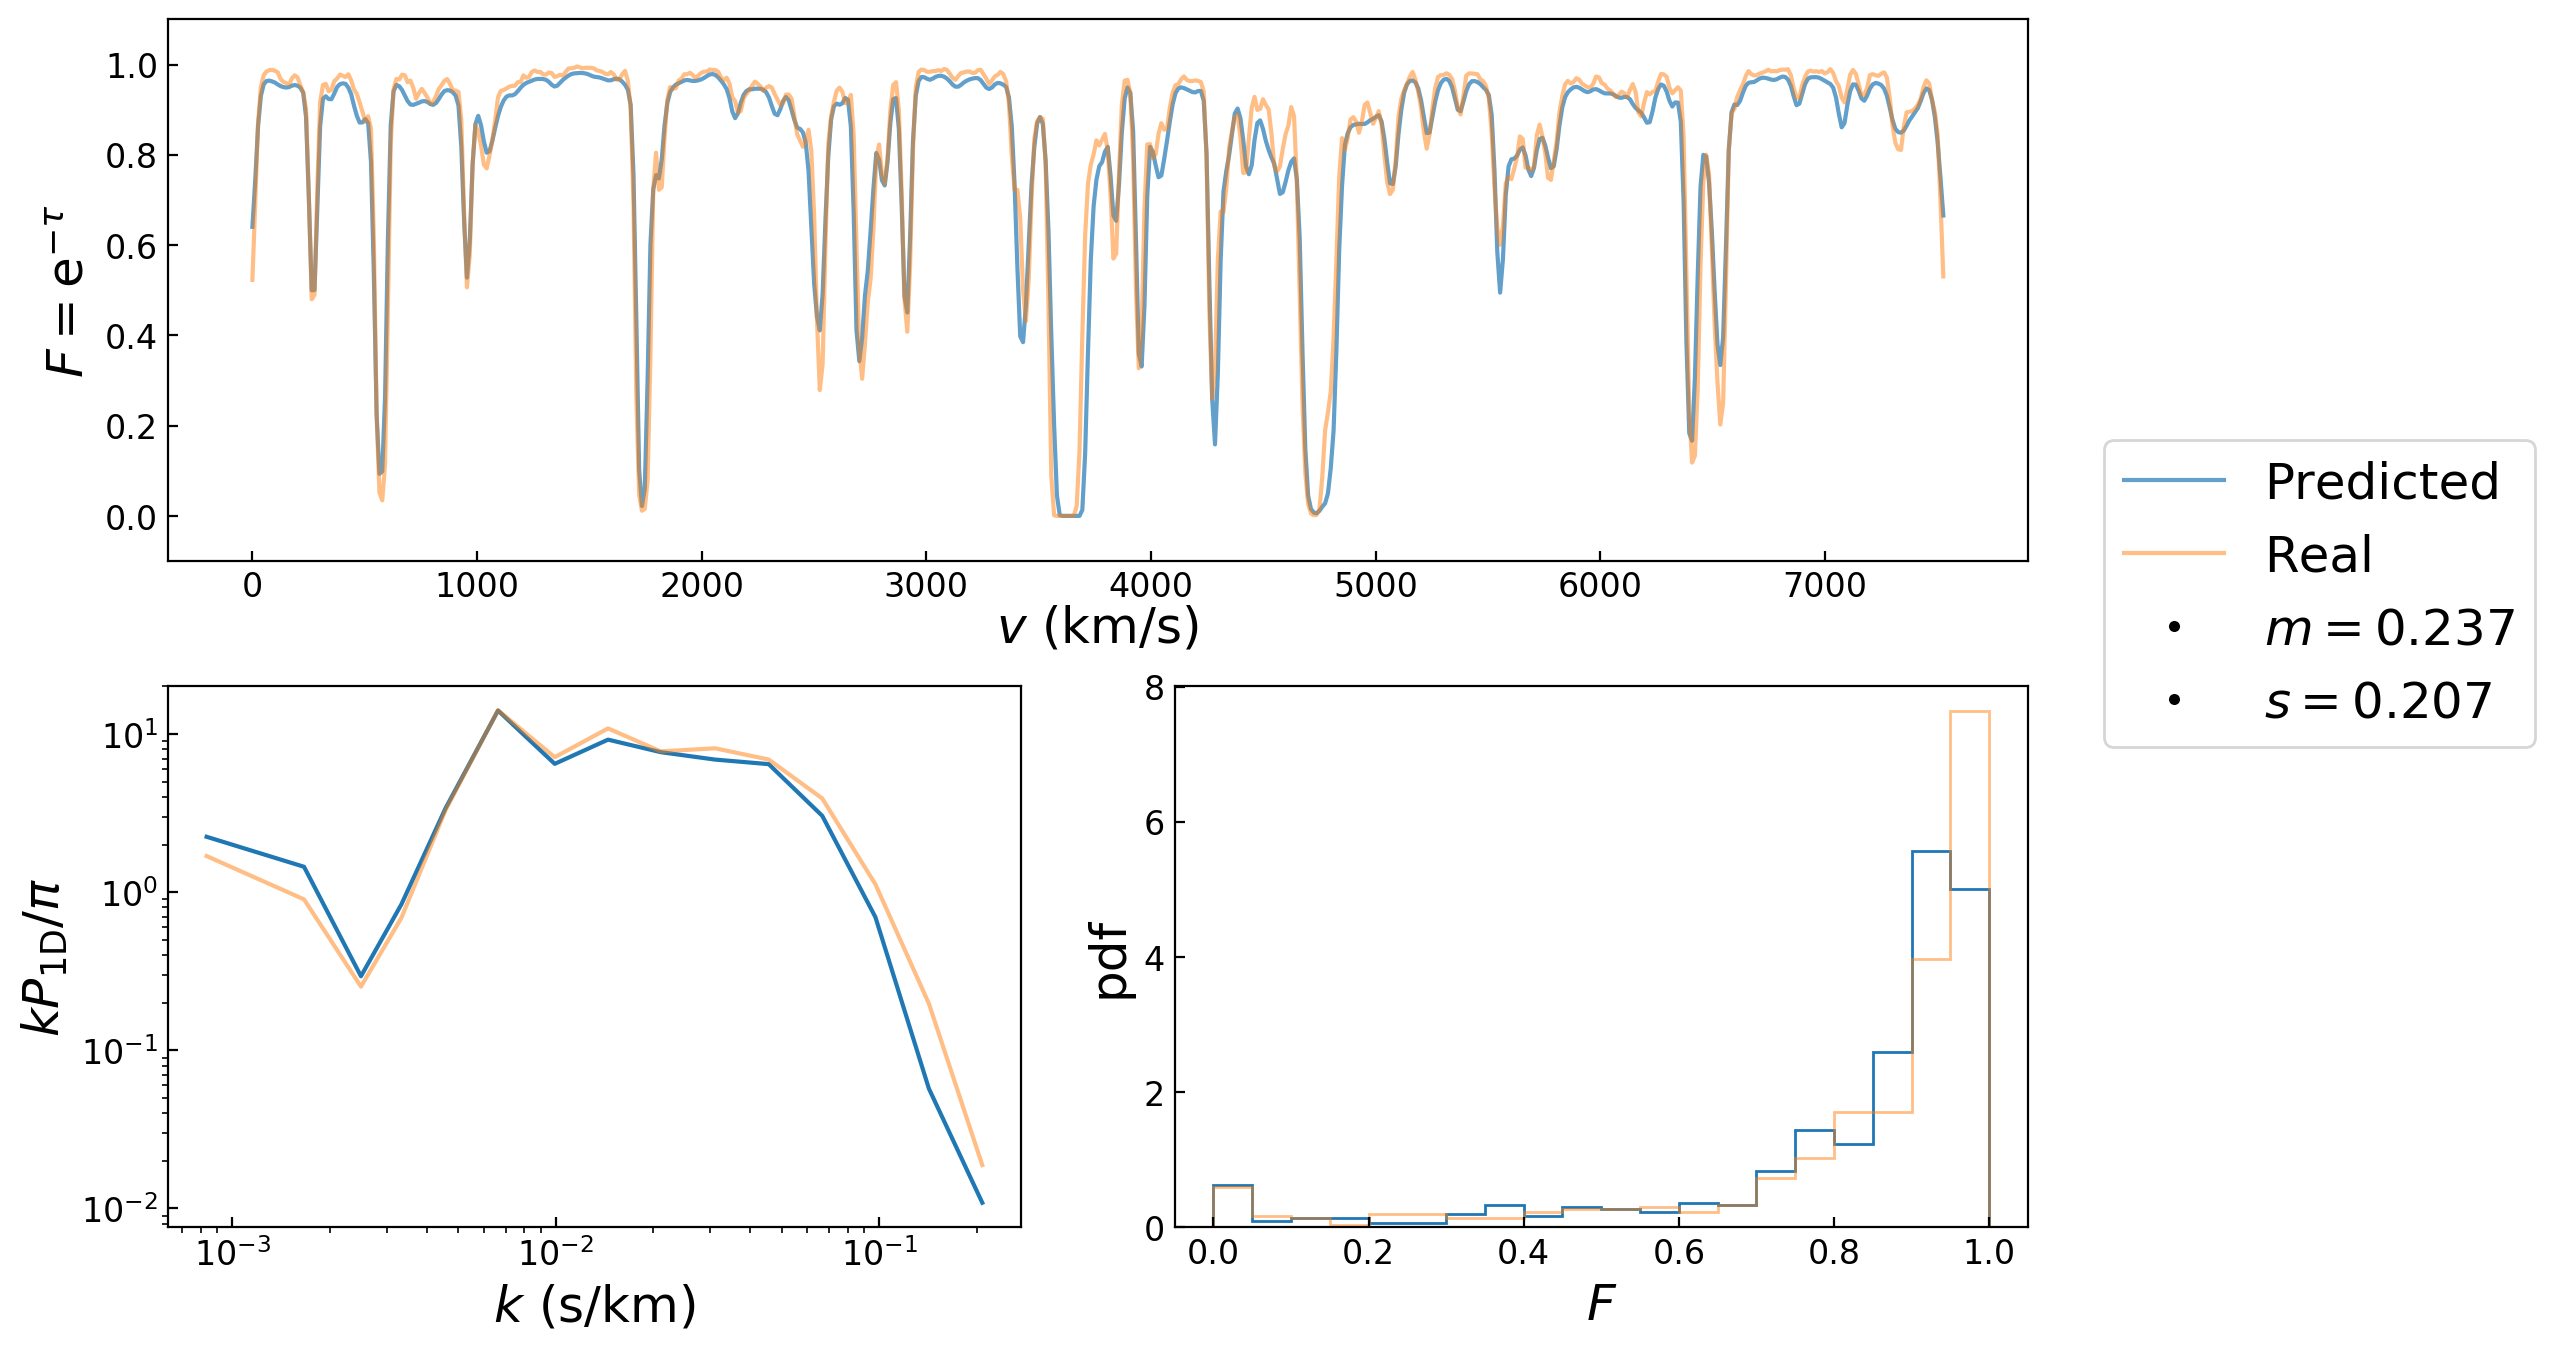 F = e^{−τ}
1.0
0.8
0.6
0.4
0.2
0.0
0 1000 2000 3000 4000 5000 6000 7000
v (km/s)
Predicted
Real
m = 0.237
s = 0.207
kP_{1D}/π
10^1
10^0
10^{−1}
10^{−2}
10^{−3} 10^{−2} 10^{−1}
k (s/km)
pdf
8
6
4
2
0
0.0 0.2 0.4 0.6 0.8 1.0
F